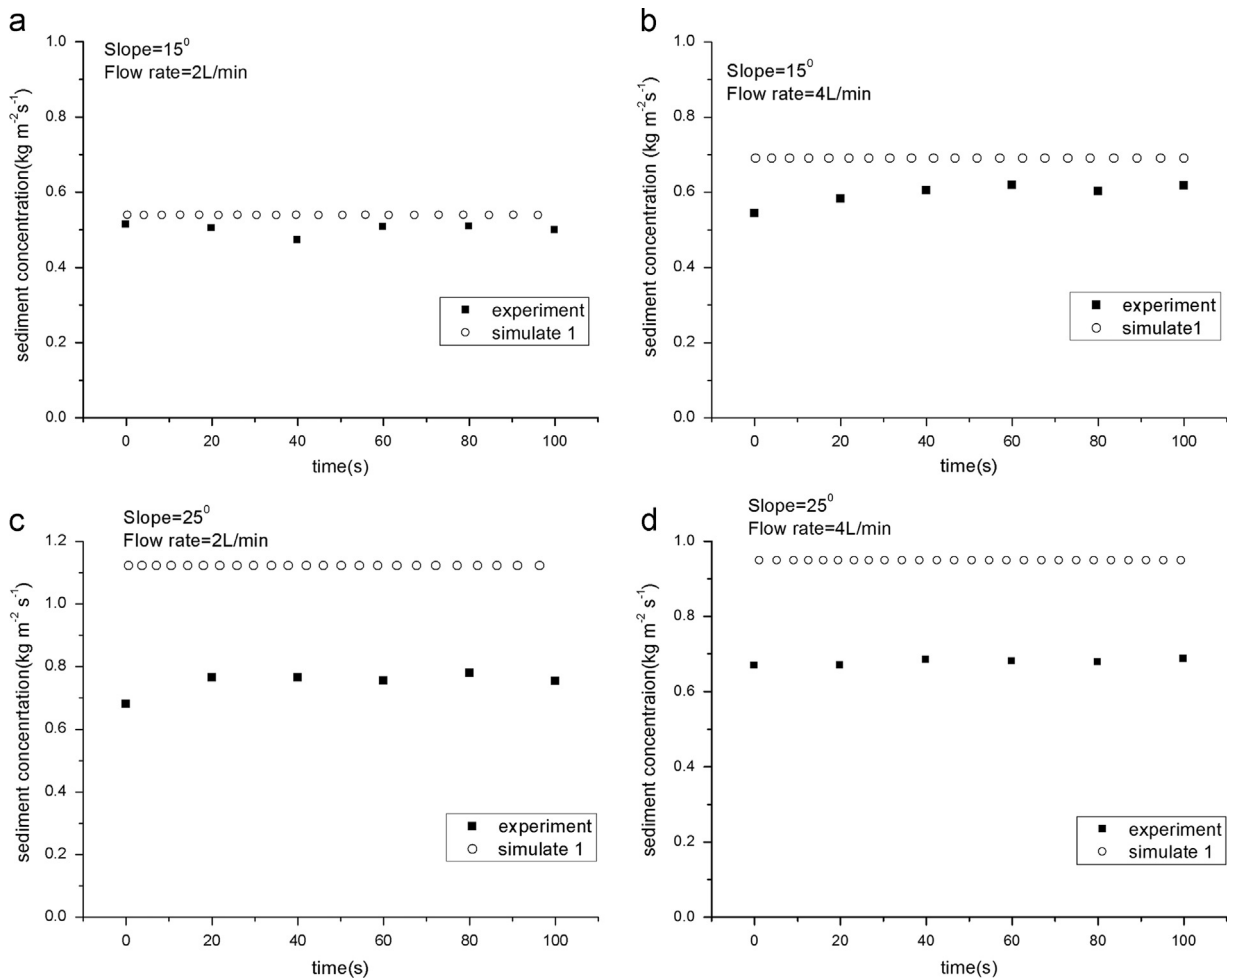 a
Slope=15⁰
Flow rate=2L/min
sediment concentration(kg m⁻²s⁻¹)
1.0
0.8
0.6
0.4
0.2
0.0
0 20 40 60 80 100
time(s)
experiment
simulate 1
b
Slope=15⁰
Flow rate=4L/min
sediment concentration (kg m⁻² s⁻¹)
1.0
0.8
0.6
0.4
0.2
0.0
0 20 40 60 80 100
time(s)
experiment
simulate1
c
Slope=25⁰
Flow rate=2L/min
sediment concenrtation(kg m⁻² s⁻¹)
1.2
1.0
0.8
0.6
0.4
0.2
0.0
0 20 40 60 80 100
time(s)
experiment
simulate 1
d
Slope=25⁰
Flow rate=4L/min
sediment concentraion(kg m⁻² s⁻¹)
1.0
0.8
0.6
0.4
0.2
0.0
0 20 40 60 80 100
time(s)
experiment
simulate 1